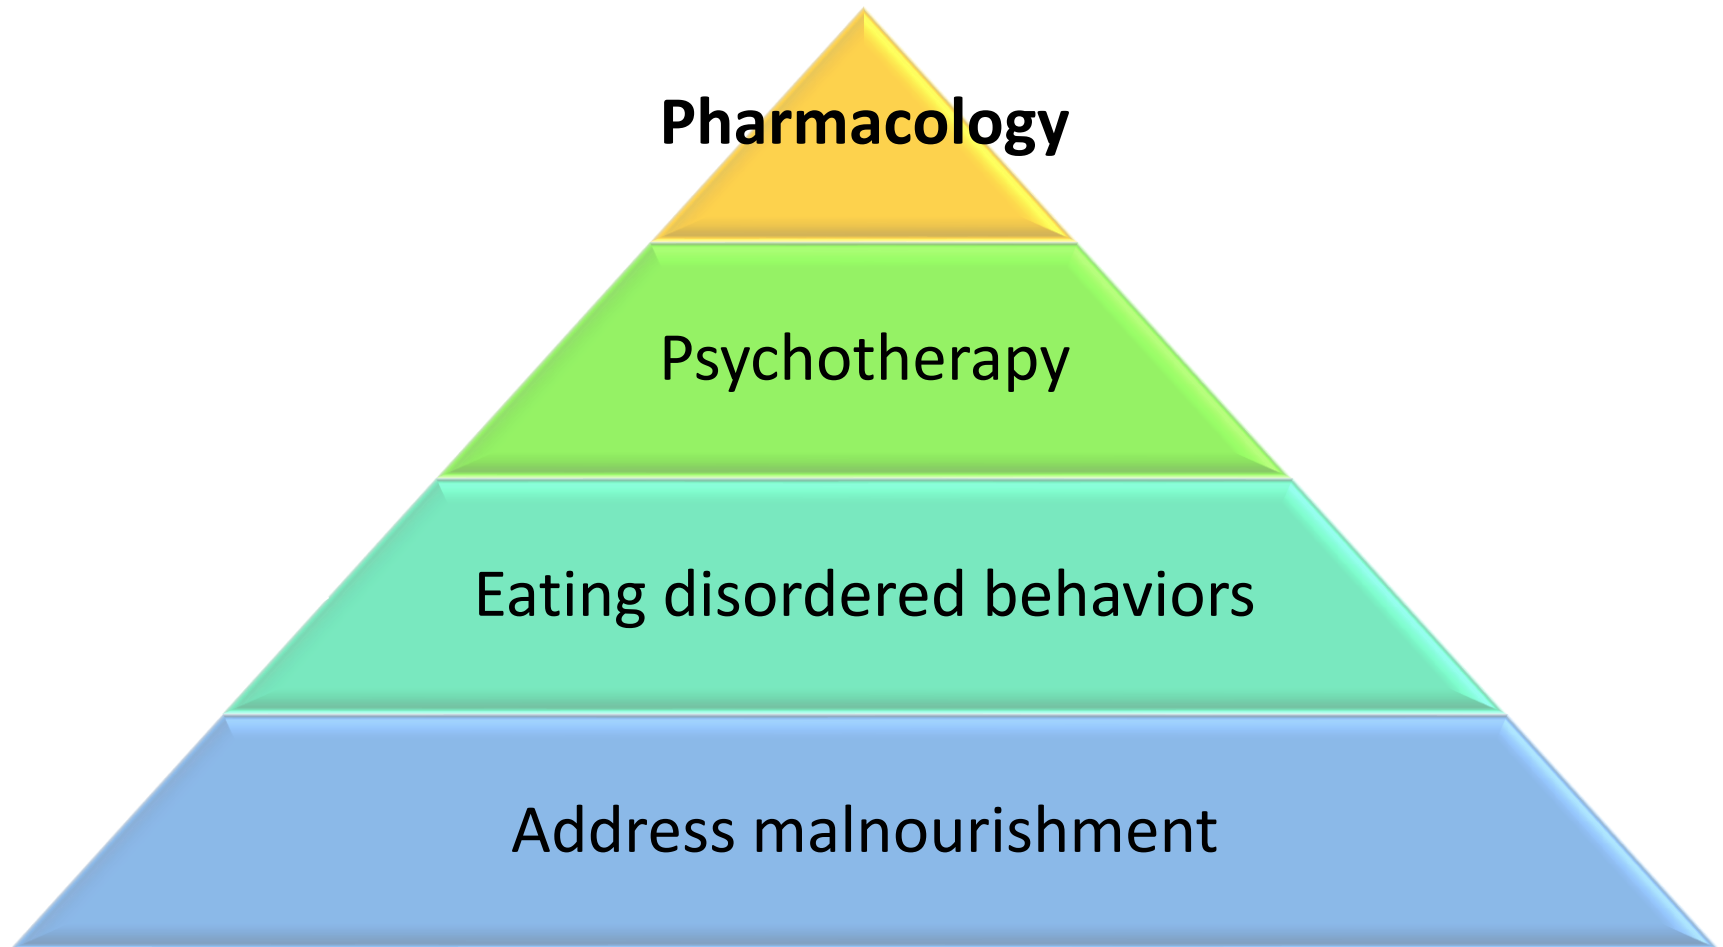 Pharmacology
Psychotherapy
Eating disordered behaviors
Address malnourishment